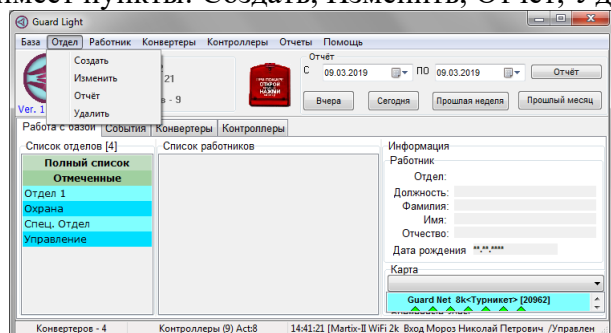 имеет пункты: Создать, Изменить, Отчет, Уд
Guard Light
База Отдел Работник Конвертеры Контроллеры Отчеты Помощь
Создать
Изменить
Отчёт
Удалить
/21
- 9
Ver. 1
Отчёт
С 09.03.2019 ПО 09.03.2019 Отчёт
Вчера Сегодня Прошлая неделя Прошлый месяц
Работа с базой События Конвертеры Контроллеры
Список отделов [4]
Полный список
Отмеченные
Отдел 1
Охрана
Спец. Отдел
Управление
Список работников
Информация
Работник
Отдел:
Должность:
Фамилия:
Имя:
Отчество:
Дата рождения **.**.****
Карта
Guard Net 8k<Турникет> [20962]
Конвертеров - 4 Контроллеры (9) Act:8 14:41:21 [Martix-II WiFi 2k Вход Мороз Николай Петрович /Управлен